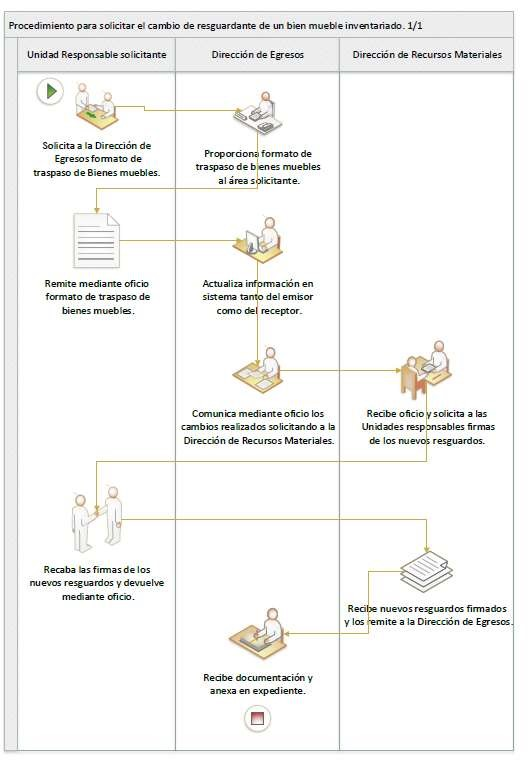 Procedimiento para solicitar el cambio de resguardante de un bien mueble inventariado. 1/1
Unidad Responsable solicitante
Dirección de Egresos
Dirección de Recursos Materiales
Solicita a la Dirección de
Egresos formato de
traspaso de Bienes muebles.
Proporciona formato de
traspaso de bienes muebles
al área solicitante.
Remite mediante oficio
formato de traspaso de
bienes muebles.
Actualiza información en
sistema tanto del emisor
como del receptor.
Comunica mediante oficio los
cambios realizados solicitando a la
Dirección de Recursos Materiales.
Recibe oficio y solicita a las
Unidades responsables firmas
de los nuevos resguardos.
Recaba las firmas de los
nuevos resguardos y devuelve
mediante oficio.
Recibe nuevos resguardos firmados
y los remite a la Dirección de Egresos.
Recibe documentación y
anexa en expediente.